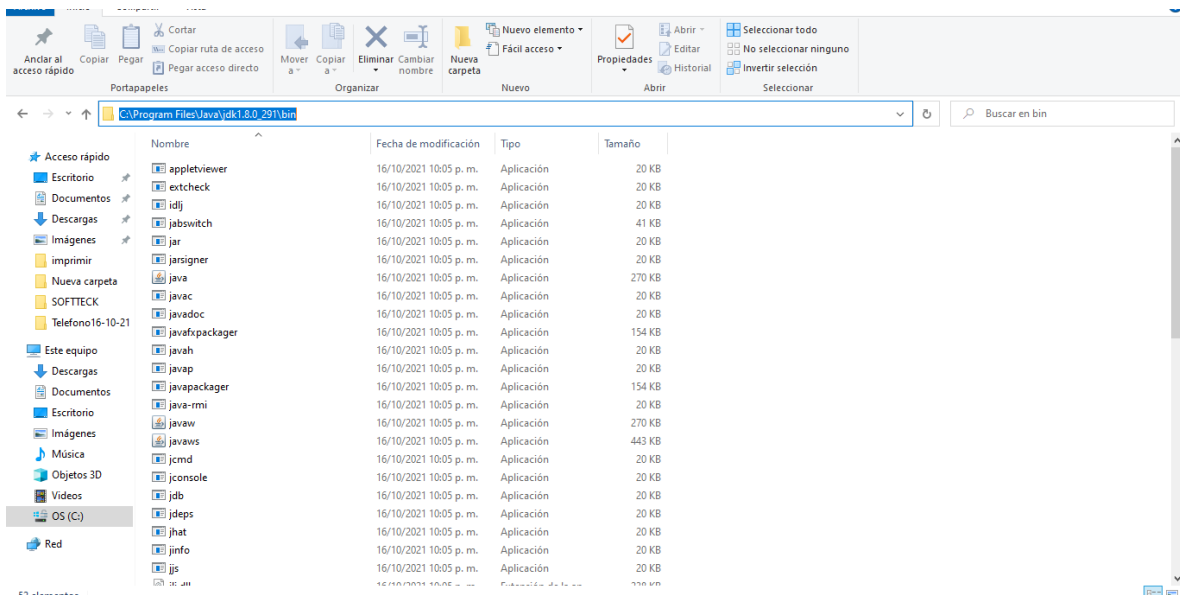 Cortar
Copiar ruta de acceso
Pegar acceso directo
Anclar al
acceso rápido
Copiar
Pegar
Portapapeles
Mover
a
Copiar
a
Eliminar
Cambiar
nombre
Nueva
carpeta
Organizar
Nuevo elemento
Fácil acceso
Nuevo
Propiedades
Abrir
Editar
Historial
Abrir
Seleccionar todo
No seleccionar ninguno
Invertir selección
Seleccionar
C:\Program Files\Java\jdk1.8.0_291\bin
Buscar en bin
Acceso rápido
Escritorio
Documentos
Descargas
Imágenes
imprimir
Nueva carpeta
SOFTTECK
Telefono16-10-21
Este equipo
Descargas
Documentos
Escritorio
Imágenes
Música
Objetos 3D
Videos
OS (C:)
Red
Nombre Fecha de modificación Tipo Tamaño
appletviewer 16/10/2021 10:05 p. m. Aplicación 20 KB
extcheck 16/10/2021 10:05 p. m. Aplicación 20 KB
idlj 16/10/2021 10:05 p. m. Aplicación 20 KB
jabswitch 16/10/2021 10:05 p. m. Aplicación 41 KB
jar 16/10/2021 10:05 p. m. Aplicación 20 KB
jarsigner 16/10/2021 10:05 p. m. Aplicación 20 KB
java 16/10/2021 10:05 p. m. Aplicación 270 KB
javac 16/10/2021 10:05 p. m. Aplicación 20 KB
javadoc 16/10/2021 10:05 p. m. Aplicación 20 KB
javafxpackager 16/10/2021 10:05 p. m. Aplicación 154 KB
javah 16/10/2021 10:05 p. m. Aplicación 20 KB
javap 16/10/2021 10:05 p. m. Aplicación 20 KB
javapackager 16/10/2021 10:05 p. m. Aplicación 154 KB
java-rmi 16/10/2021 10:05 p. m. Aplicación 20 KB
javaw 16/10/2021 10:05 p. m. Aplicación 270 KB
javaws 16/10/2021 10:05 p. m. Aplicación 443 KB
jcmd 16/10/2021 10:05 p. m. Aplicación 20 KB
jconsole 16/10/2021 10:05 p. m. Aplicación 20 KB
jdb 16/10/2021 10:05 p. m. Aplicación 20 KB
jdeps 16/10/2021 10:05 p. m. Aplicación 20 KB
jhat 16/10/2021 10:05 p. m. Aplicación 20 KB
jinfo 16/10/2021 10:05 p. m. Aplicación 20 KB
jjs 16/10/2021 10:05 p. m. Aplicación 20 KB